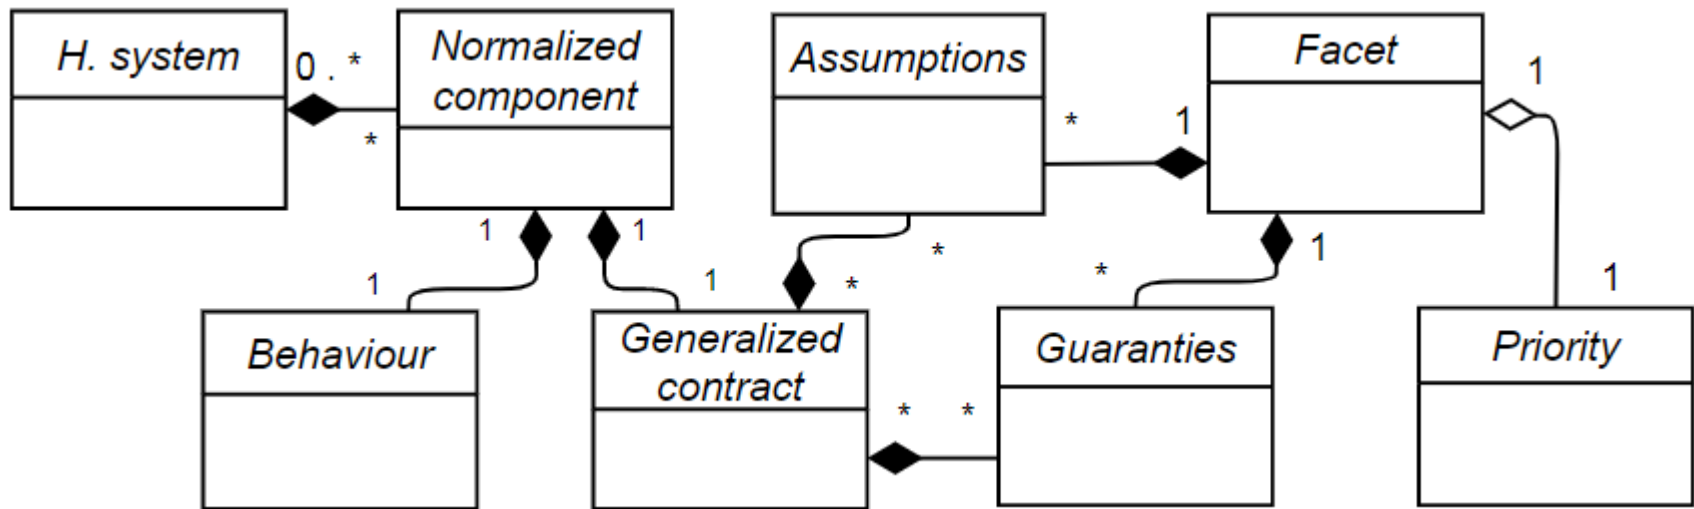 H. system
0 . *
*
Normalized
component
Assumptions
*
1
Facet
1
1
1
*
*
*
1
1
1
1
Behaviour
Generalized
contract
*
*
Guaranties
1
Priority